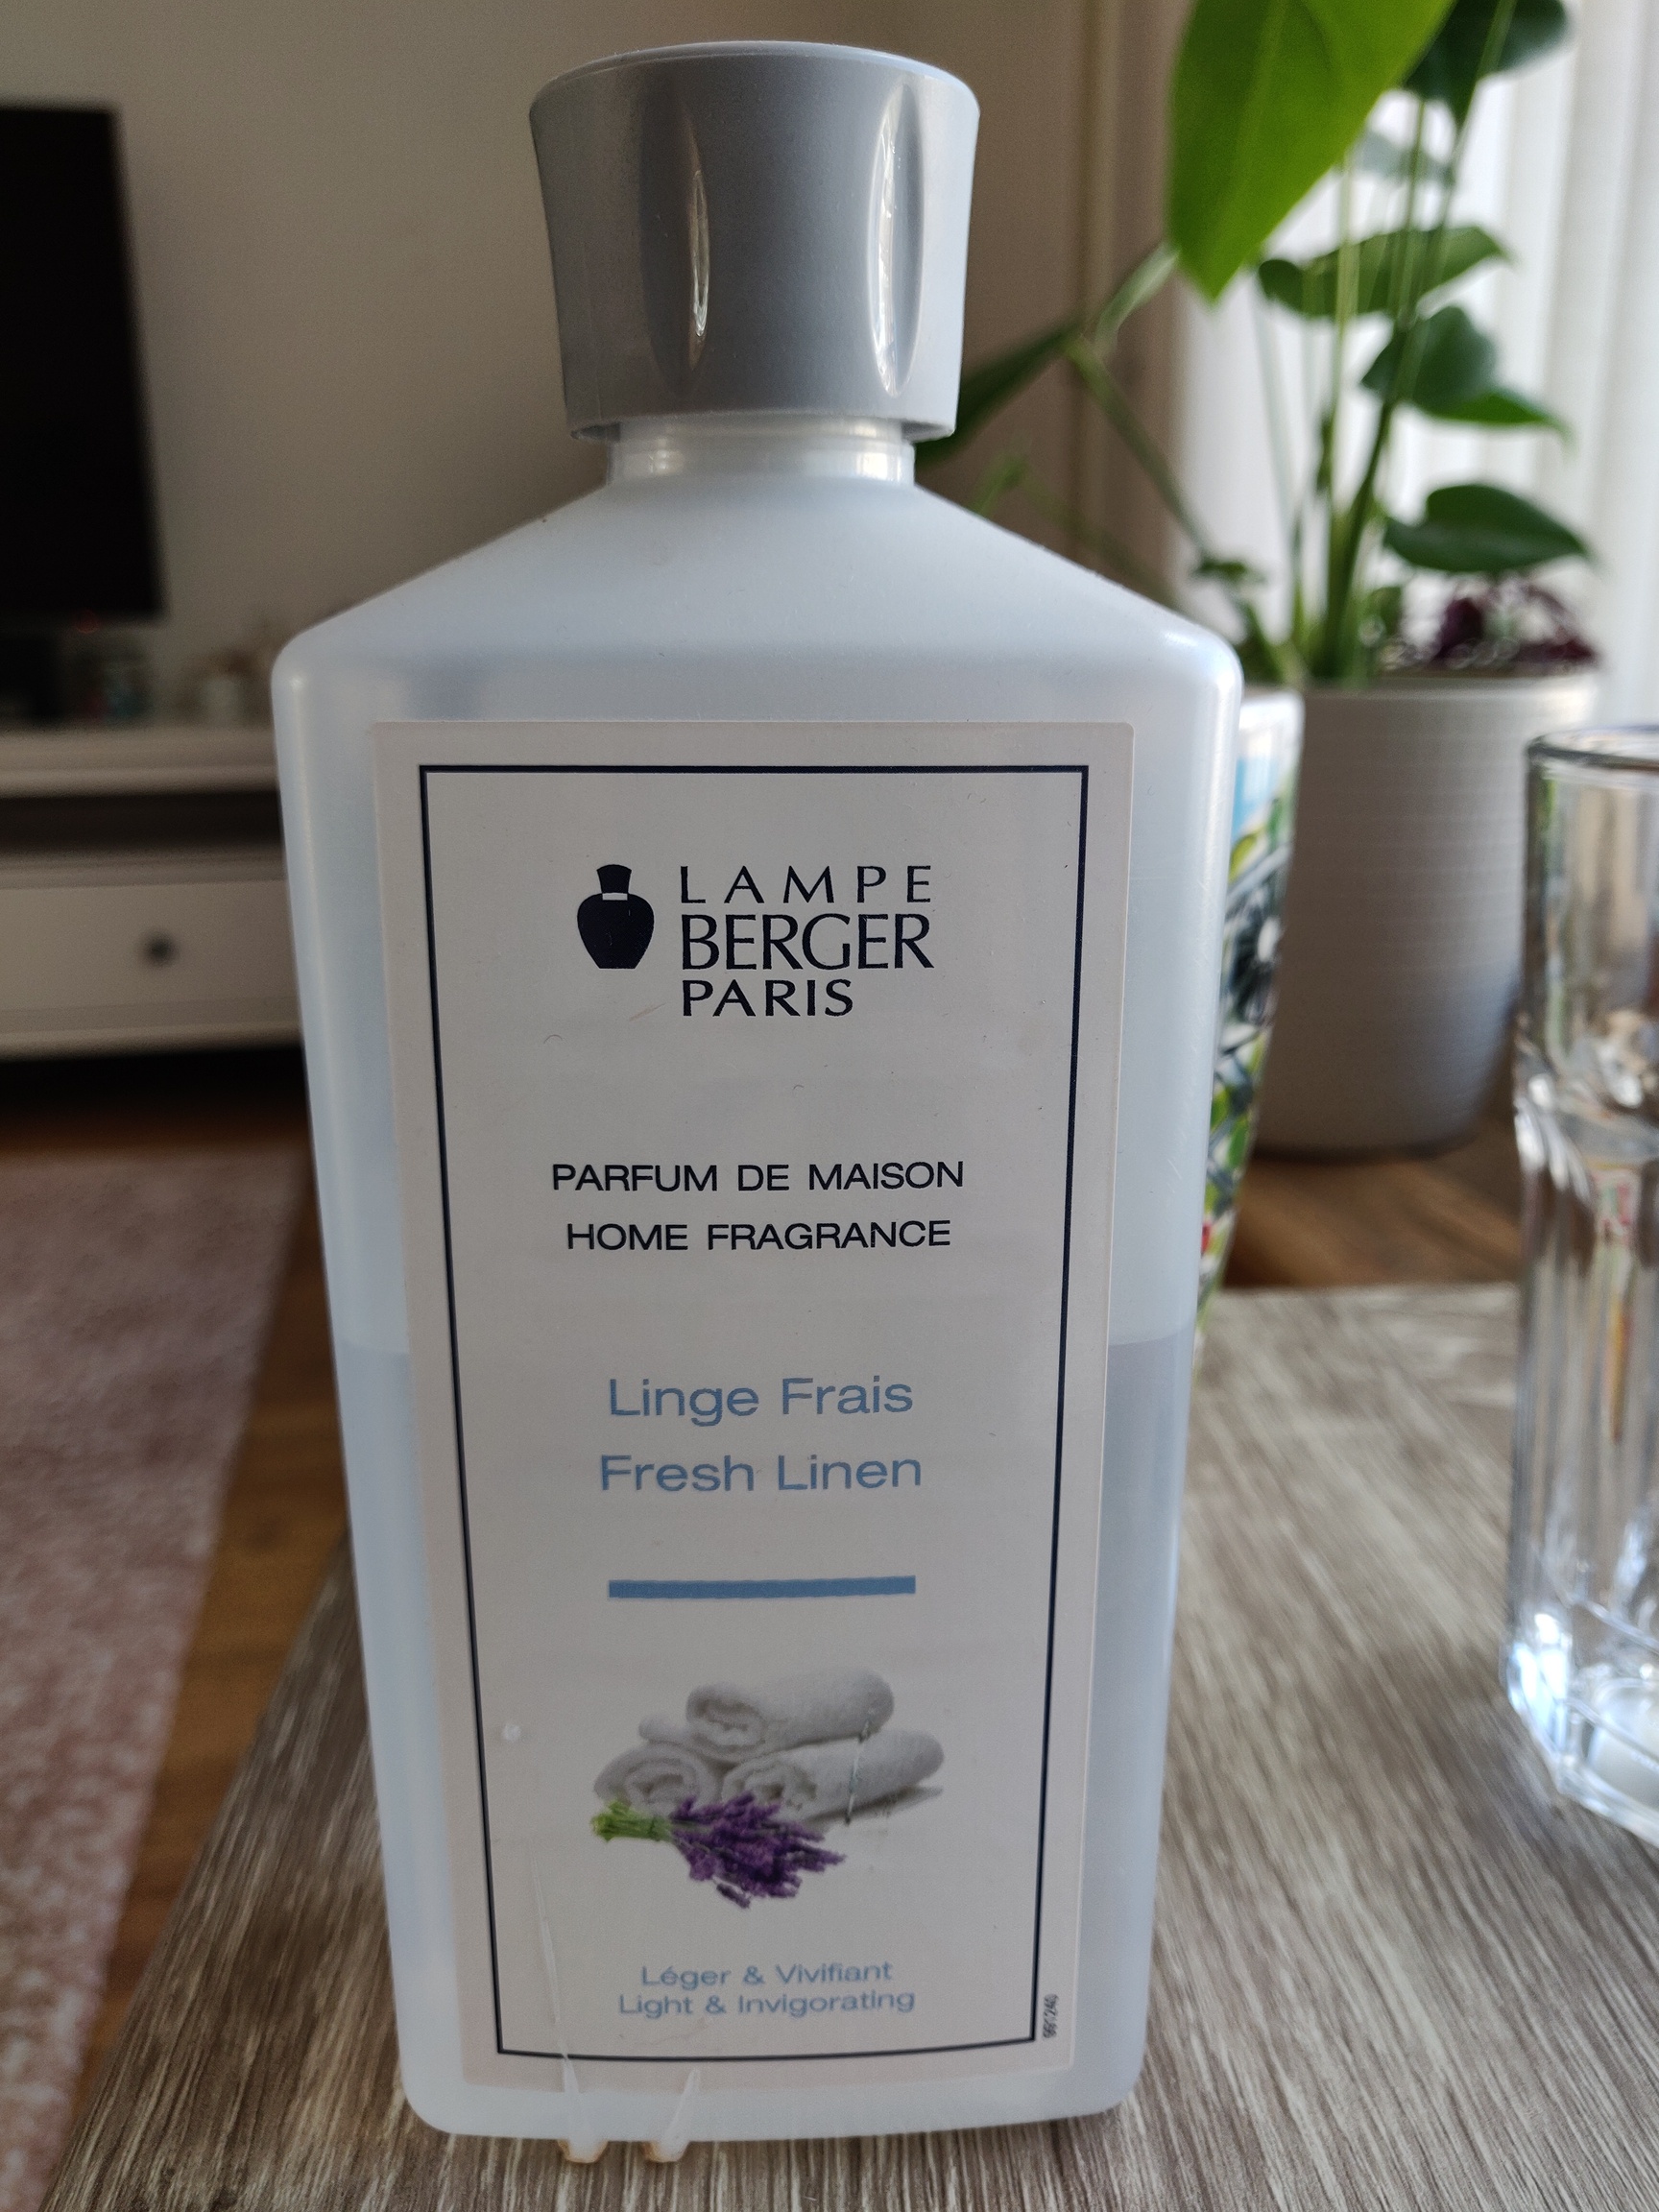 LAMPE
BERGER
PARIS
PARFUM DE MAISON
HOME FRAGRANCE
Linge Frais
Fresh Linen
Léger & Vivifiant
Light & Invigorating